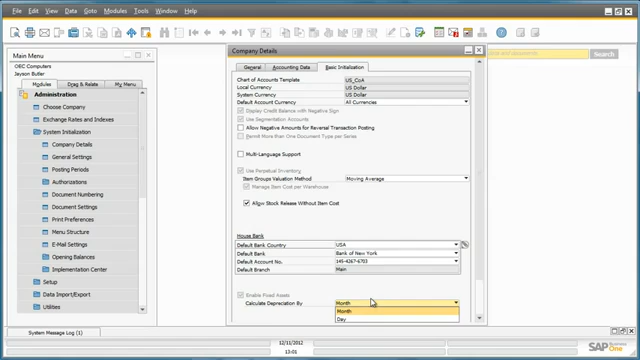 File Edit View Data Goto Modules Tools Window Help
Main Menu
OEC Computers
Jayson Butler
Modules Drag & Relate My Menu
Administration
Choose Company
Exchange Rates and Indexes
System Initialization
Company Details
General Settings
Posting Periods
Authorizations
Document Numbering
Document Settings
Print Preferences
Menu Structure
E-Mail Settings
Opening Balances
Implementation Center
Setup
Data Import/Export
Utilities
Company Details
General Accounting Data Basic Initialization
Chart of Accounts Template US_CoA
Local Currency US Dollar
System Currency US Dollar
Default Account Currency All Currencies
Display Credit Balance with Negative Sign
Use Segmentation Accounts
Allow Negative Amounts for Reversal Transaction Posting
Permit More than One Document Type per Series
Multi-Language Support
Use Perpetual Inventory
Item Groups Valuation Method Moving Average
Manage Item Cost per Warehouse
Allow Stock Release Without Item Cost
House Bank
Default Bank Country USA
Default Bank Bank of New York
Default Account No. 145-4267-6703
Default Branch Main
Enable Fixed Assets
Calculate Depreciation By Month
Month
Day
Search
System Message Log (1)
12/11/2012
13:01
SAP Business One